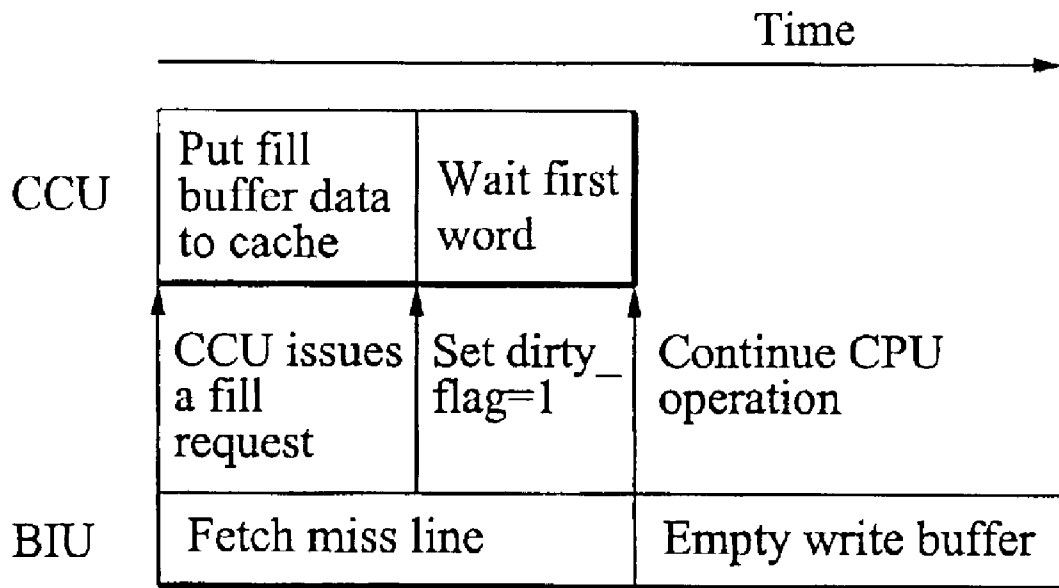 Time
CCU
Put fill
buffer data
to cache
Wait first
word
CCU issues
a fill
request
Set dirty_
flag=1
Continue CPU
operation
BIU
Fetch miss line
Empty write buffer